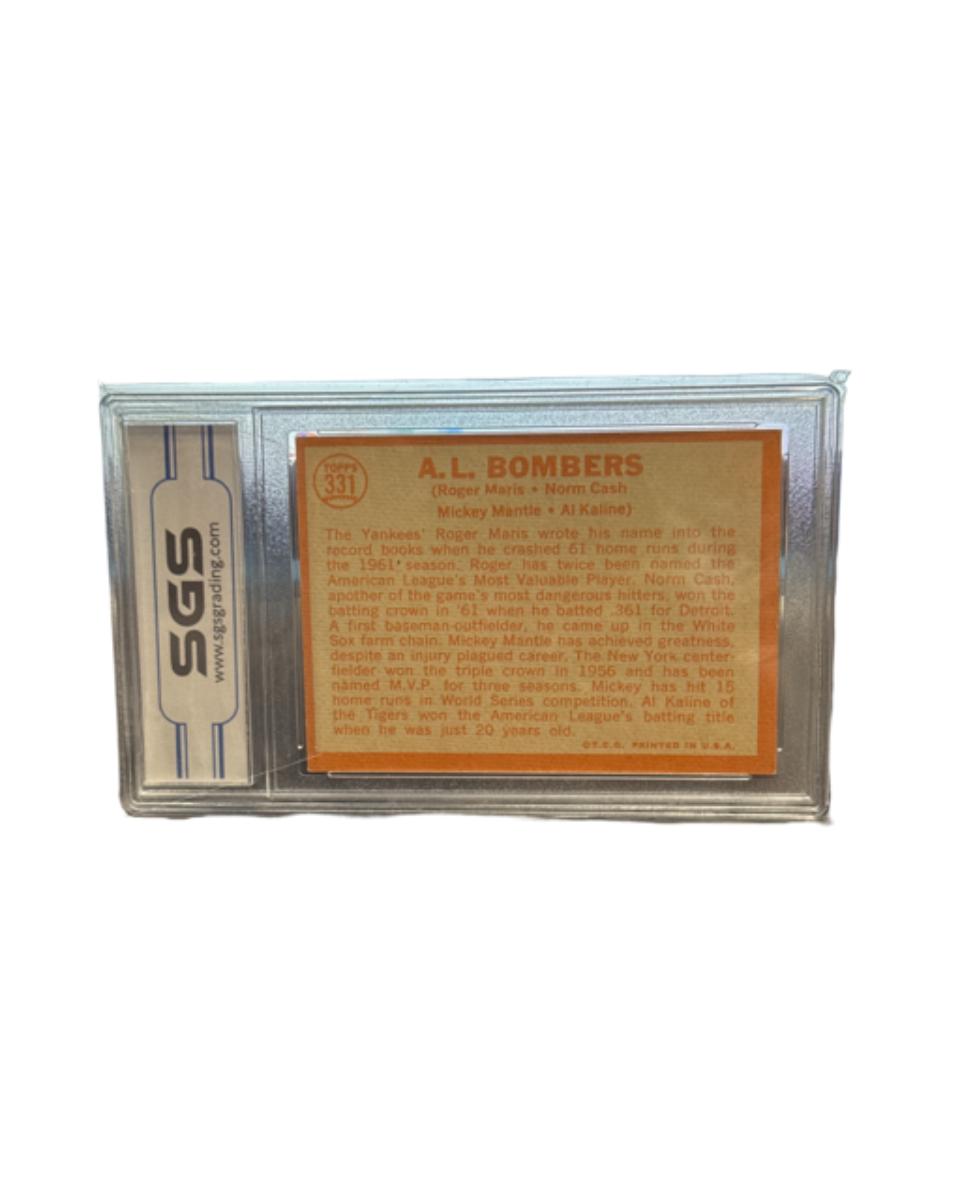 SGS
www.sgsgrading.com
TOPPS
331
A. L. BOMBERS
(Roger Maris • Norm Cash
Mickey Mantle • Al Kaline)
The Yankees' Roger Maris wrote his name into the
record books when he crashed 61 home runs during
the 1961 season. Roger has twice been named the
American League's Most Valuable Player. Norm Cash,
another of the game's most dangerous hitters, won the
batting crown in '61 when he batted .361 for Detroit.
A first baseman-outfielder, he came up in the White
Sox farm chain. Mickey Mantle has achieved greatness,
despite an injury plagued career. The New York center-
fielder won the triple crown in 1956 and has been
named M.V.P. for three seasons. Mickey has hit 15
home runs in World Series competition. Al Kaline of
the Tigers won the American League's batting title
when he was just 20 years old.
©T.C.G. PRINTED IN U.S.A.